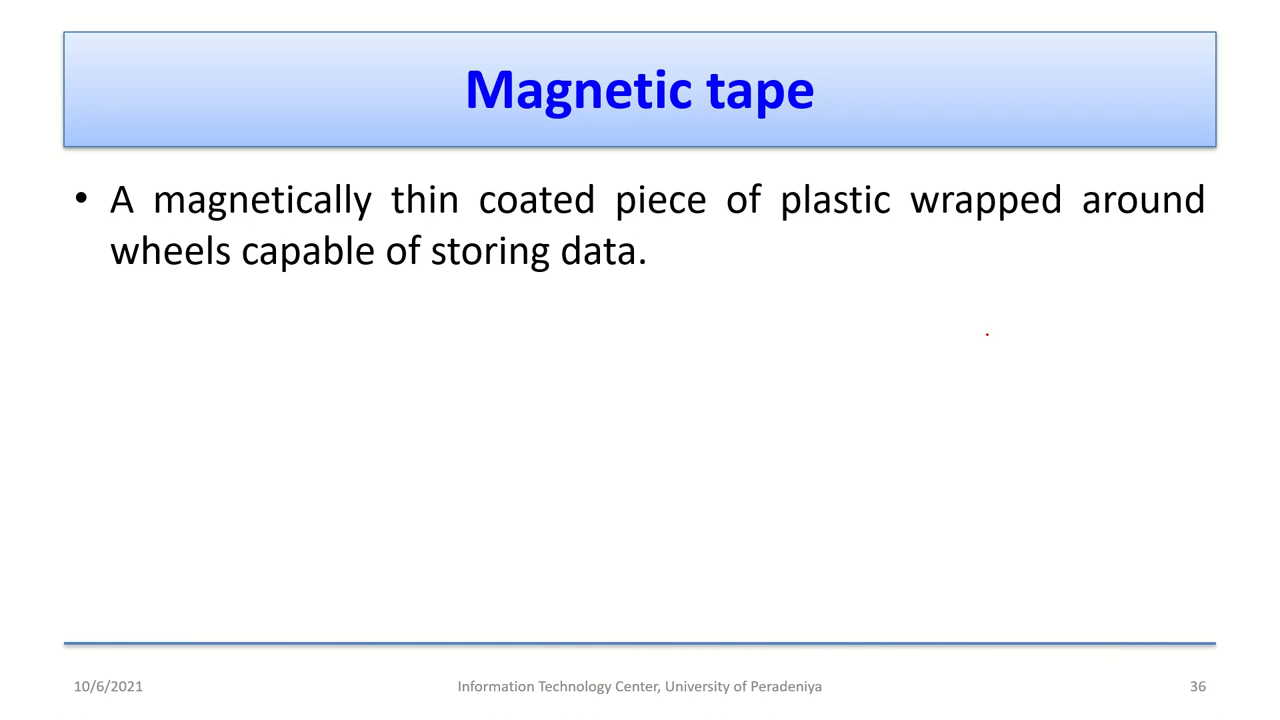 Magnetic tape
• A magnetically thin coated piece of plastic wrapped around
wheels capable of storing data.
10/6/2021
Information Technology Center, University of Peradeniya
36